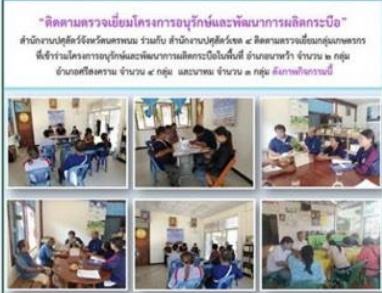 “ติดตามตรวจเยี่ยมโครงการอนุรักษ์และพัฒนาการผลิตกระบือ”
สำนักงานปศุสัตว์จังหวัดนครพนม ร่วมกับ สำนักงานปศุสัตว์เขต ๔ ติดตามตรวจเยี่ยมกลุ่มเกษตรกร
ที่เข้าร่วมโครงการอนุรักษ์และพัฒนาการผลิตกระบือในพื้นที่ อำเภอนาหว้า จำนวน ๒ กลุ่ม
อำเภอศรีสงคราม จำนวน ๔ กลุ่ม และนาทม จำนวน ๓ กลุ่ม ดังภาพกิจกรรมนี้